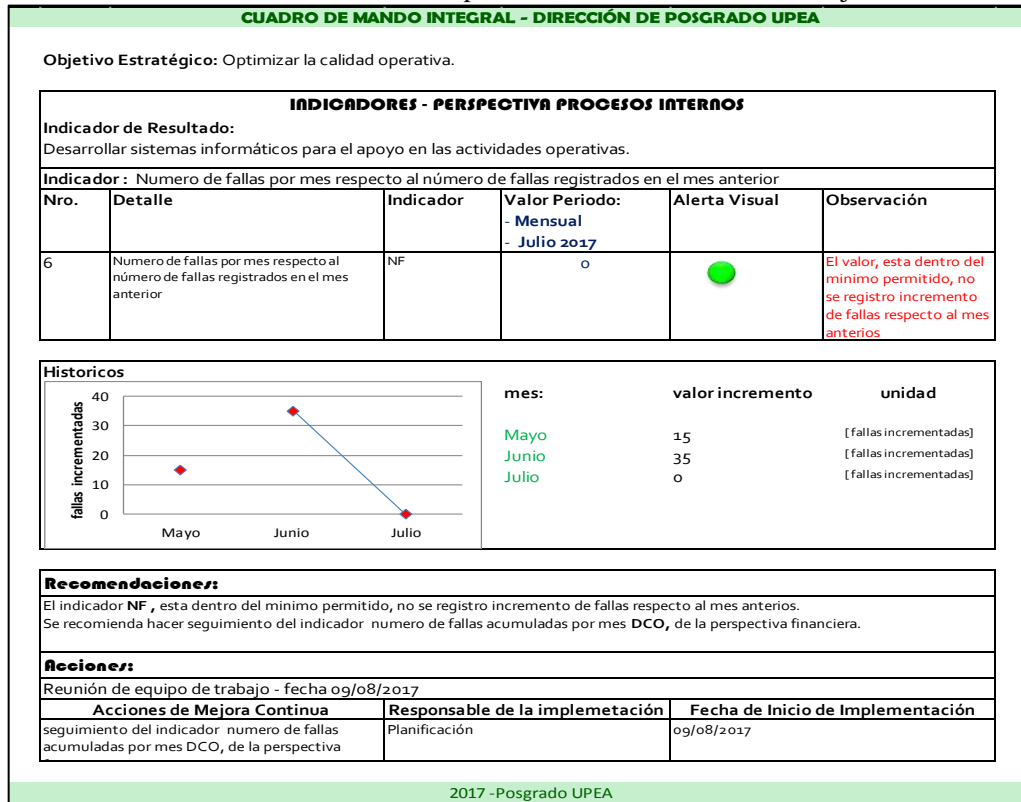 CUADRO DE MANDO INTEGRAL - DIRECCIÓN DE POSGRADO UPEA
Objetivo Estratégico: Optimizar la calidad operativa.
INDICADORES - PERSPECTIVA PROCESOS INTERNOS
Indicador de Resultado:
Desarrollar sistemas informáticos para el apoyo en las actividades operativas.
Indicador : Numero de fallas por mes respecto al número de fallas registrados en el mes anterior
Nro.
Detalle
Indicador
Valor Periodo:
- Mensual
- Julio 2017
Alerta Visual
Observación
6
Numero de fallas por mes respecto al
número de fallas registrados en el mes
anterior
NF
0
El valor, esta dentro del
minimo permitido, no
se registro incremento
de fallas respecto al mes
anterios
Historicos
fallas incrementadas
40
30
20
10
0
Mayo Junio Julio
mes: valor incremento unidad
Mayo 15 [fallas incrementadas]
Junio 35 [fallas incrementadas]
Julio 0 [fallas incrementadas]
Recomendaciones:
El indicador NF , esta dentro del minimo permitido, no se registro incremento de fallas respecto al mes anterios.
Se recomienda hacer seguimiento del indicador numero de fallas acumuladas por mes DCO, de la perspectiva financiera.
Acciones:
Reunión de equipo de trabajo - fecha 09/08/2017
Acciones de Mejora Continua
Responsable de la implemetación
Fecha de Inicio de Implementación
seguimiento del indicador numero de fallas
acumuladas por mes DCO, de la perspectiva
Planificación
09/08/2017
2017 -Posgrado UPEA